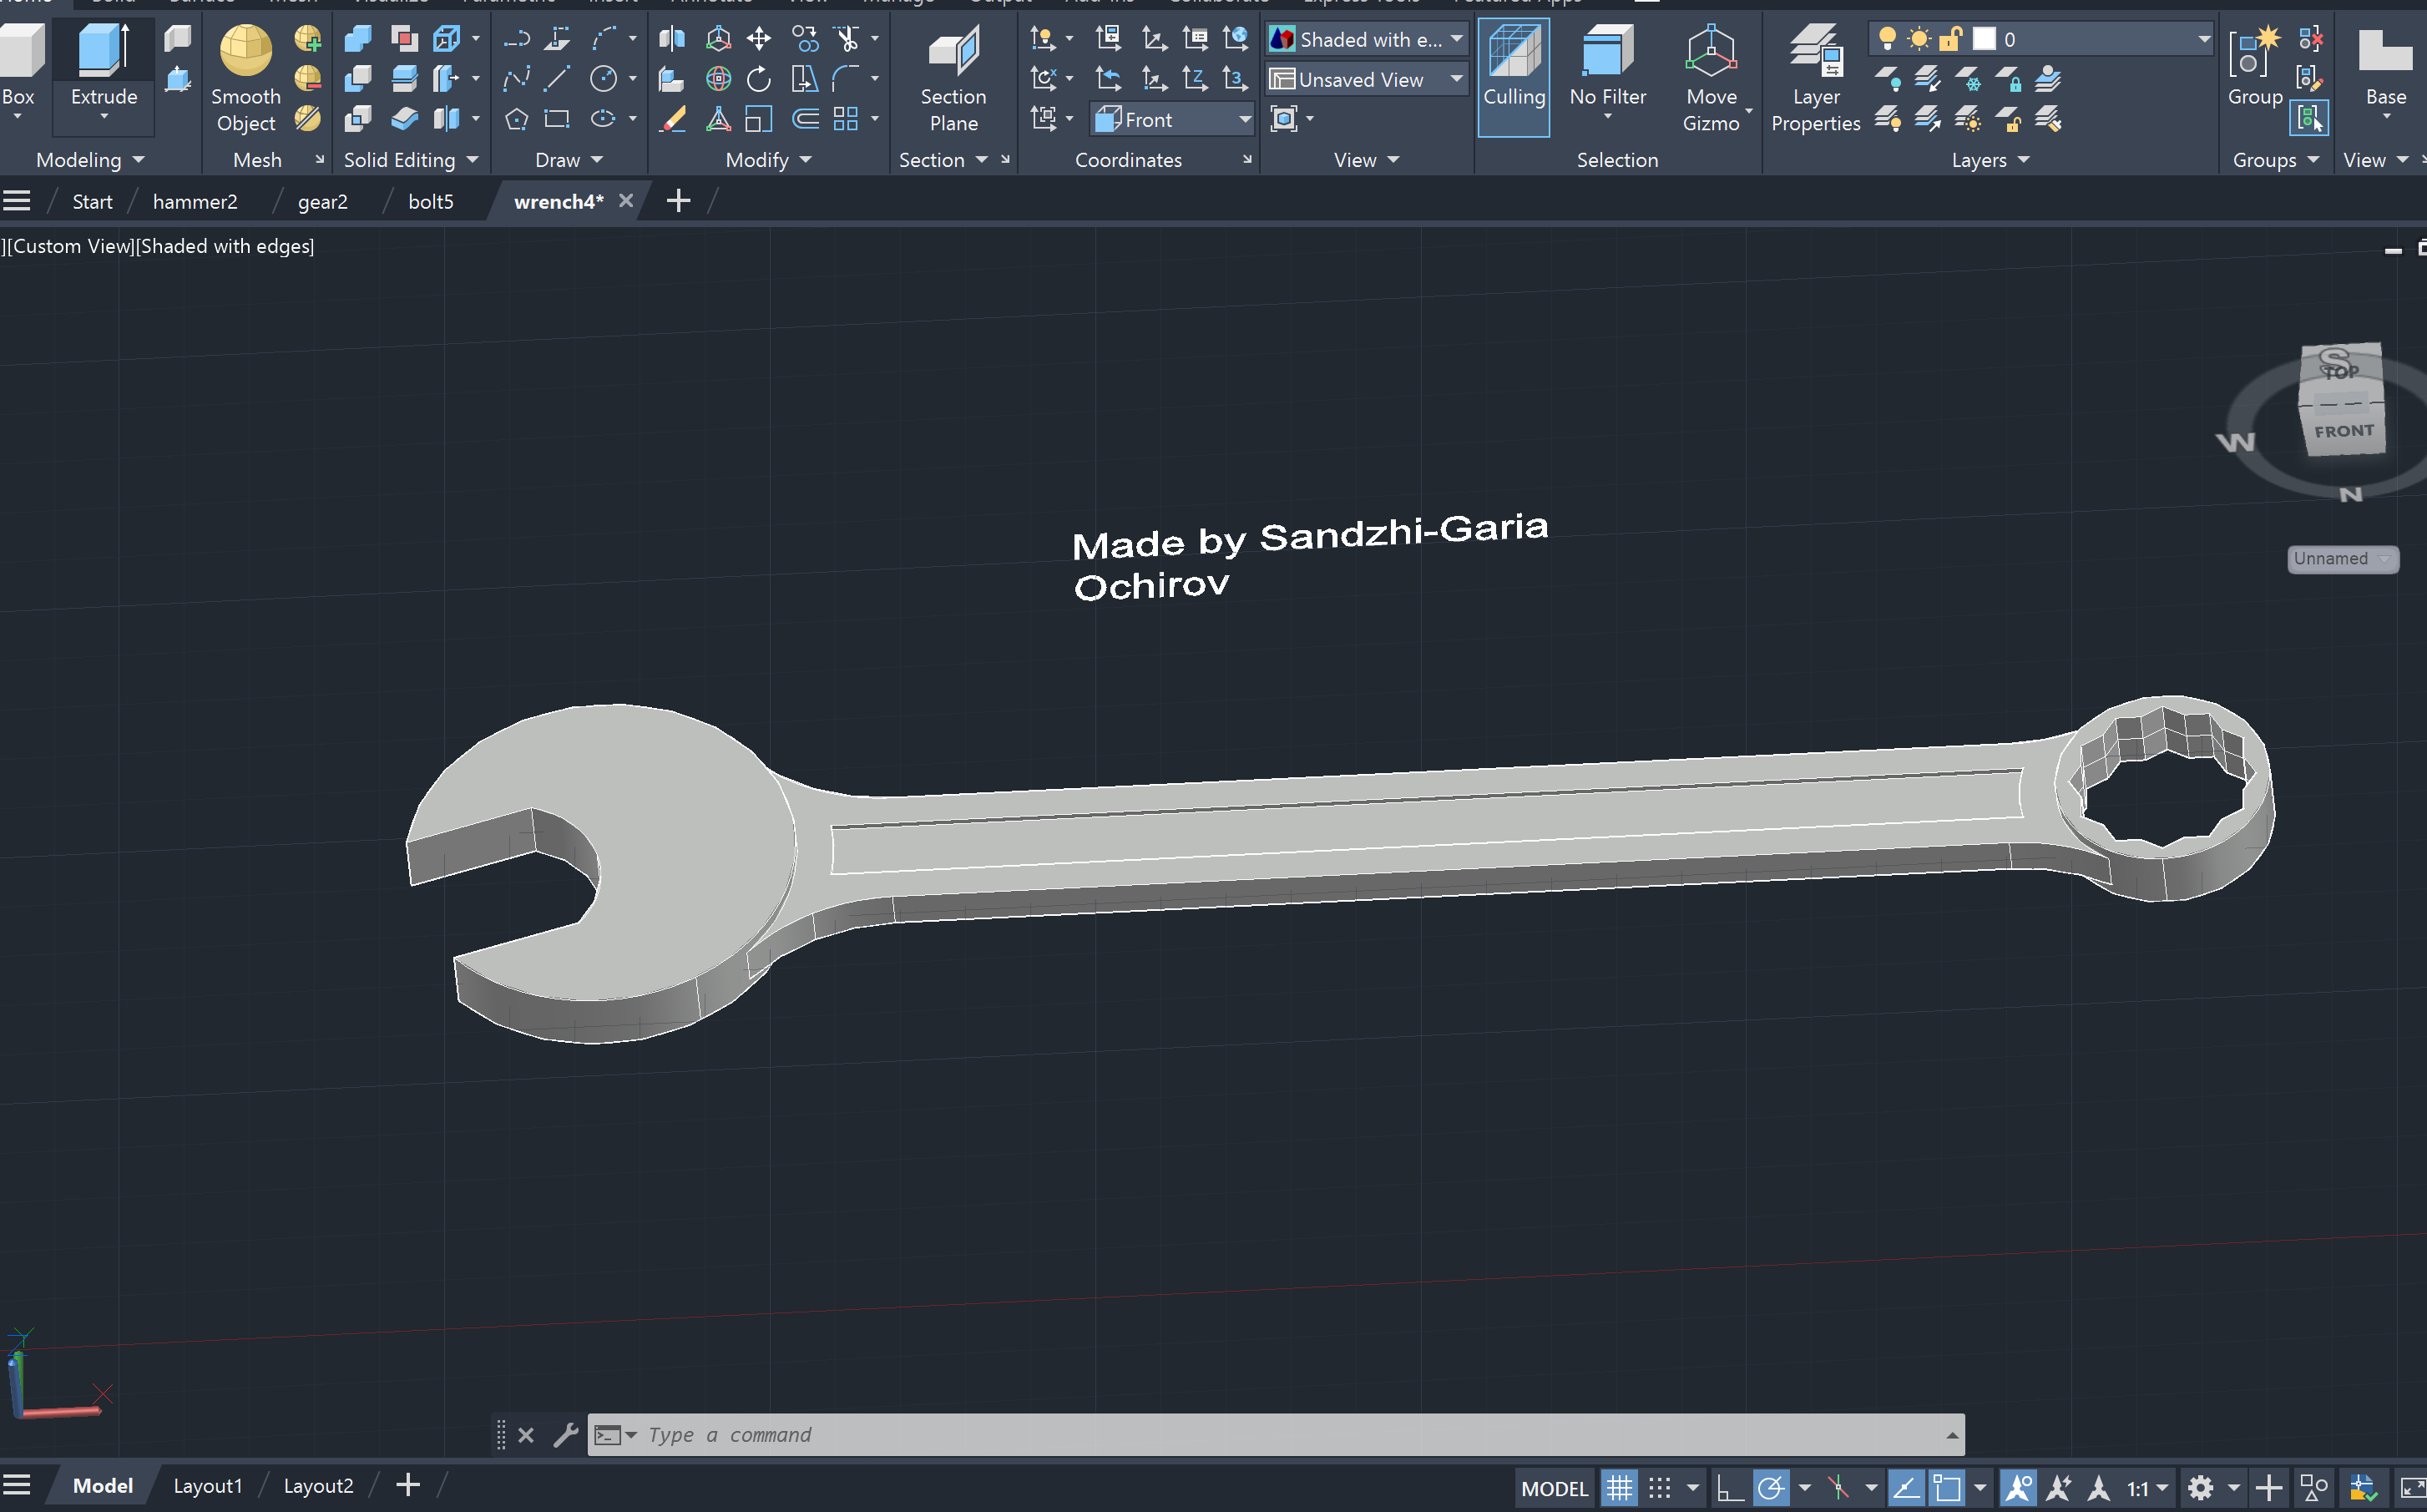 Box
Extrude
Smooth Object
Section Plane
Shaded with e...
Unsaved View
Front
Culling
No Filter
Move Gizmo
Layer Properties
0
Group
Base
Modeling
Mesh
Solid Editing
Draw
Modify
Section
Coordinates
View
Selection
Layers
Groups
View
Start
hammer2
gear2
bolt5
wrench4*
][Custom View][Shaded with edges]
S
TOP
FRONT
W
N
Unnamed
Made by Sandzhi-Garia
Ochirov
Type a command
Model
Layout1
Layout2
MODEL
1:1